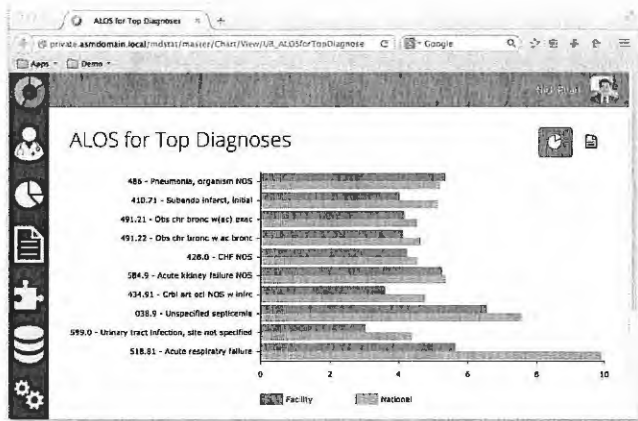 ALOS for Top Diagnoses
private.asmdomain.local/mdstat/master/Chart/View/UB_ALOSforTopDiagnose
Google
Apps
Demo
ALOS for Top Diagnoses
486 - Pneumonia, organism NOS
410.71 - Subendo infarct, initial
491.21 - Obs chr bronc w(ac) exac
491.22 - Obs chr bronc w ac bronc
428.0 - CHF NOS
584.9 - Acute kidney failure NOS
434.91 - Crbl art ocl NOS w infrc
038.9 - Unspecified septicemia
599.0 - Urinary tract infection, site not specified
518.81 - Acute respiratry failure
0 2 4 6 8 10
Facility National